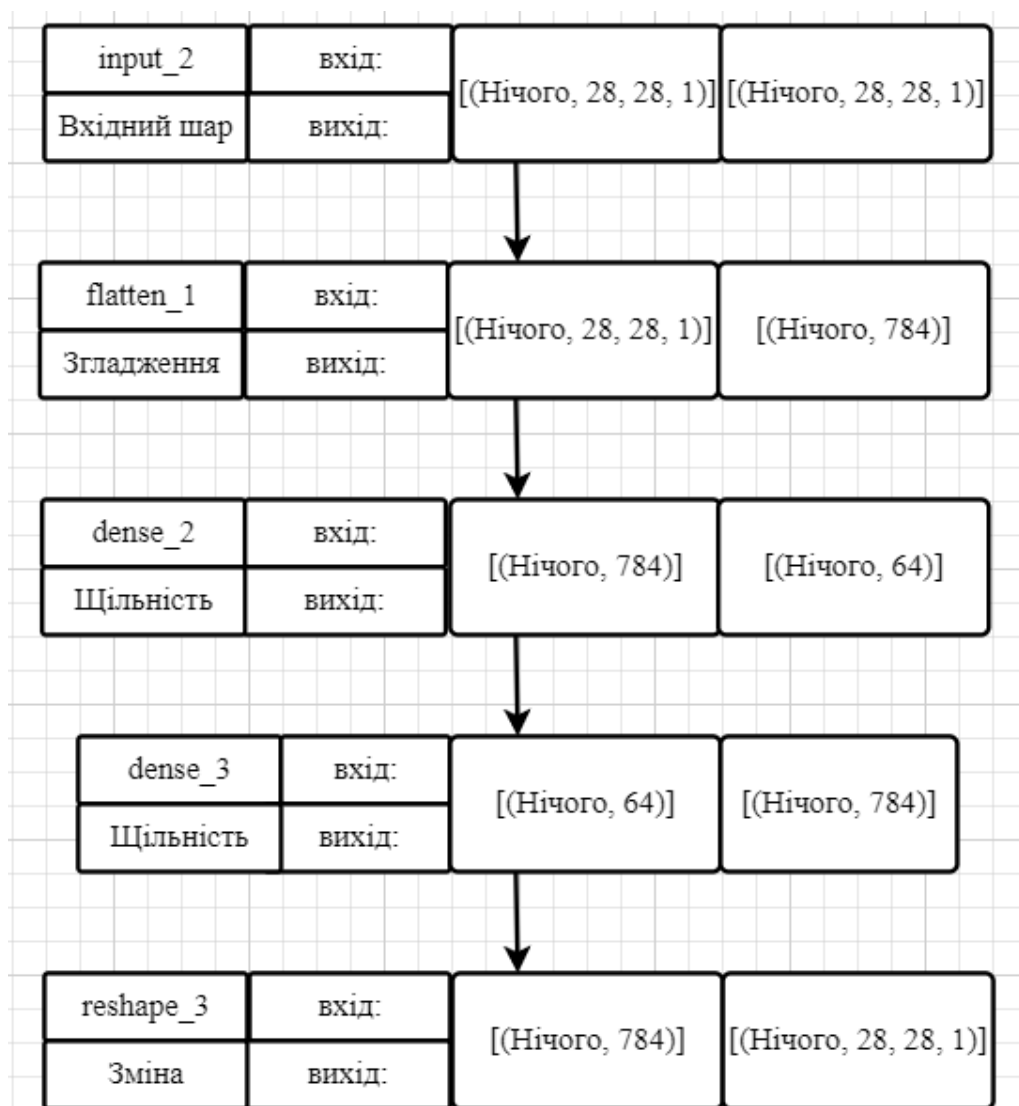 input_2 вхід: [(Нічого, 28, 28, 1)] [(Нічого, 28, 28, 1)]
Вхідний шар вихід:
flatten_1 вхід: [(Нічого, 28, 28, 1)] [(Нічого, 784)]
Згладження вихід:
dense_2 вхід: [(Нічого, 784)] [(Нічого, 64)]
Щільність вихід:
dense_3 вхід: [(Нічого, 64)] [(Нічого, 784)]
Щільність вихід:
reshape_3 вхід: [(Нічого, 784)] [(Нічого, 28, 28, 1)]
Зміна вихід: